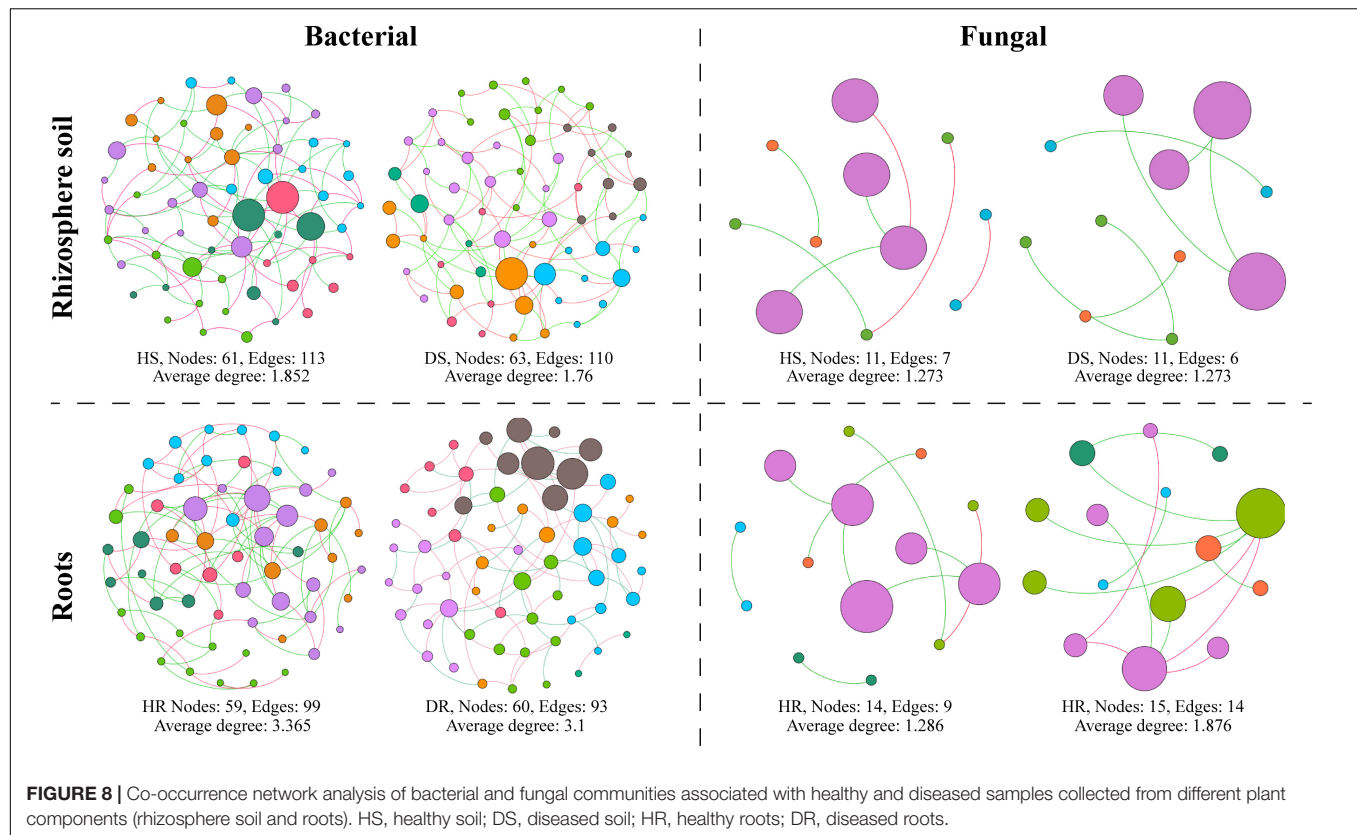 Bacterial
Fungal
Rhizosphere soil
HS, Nodes: 61, Edges: 113
Average degree: 1.852
DS, Nodes: 63, Edges: 110
Average degree: 1.76
HS, Nodes: 11, Edges: 7
Average degree: 1.273
DS, Nodes: 11, Edges: 6
Average degree: 1.273
Roots
HR Nodes: 59, Edges: 99
Average degree: 3.365
DR, Nodes: 60, Edges: 93
Average degree: 3.1
HR, Nodes: 14, Edges: 9
Average degree: 1.286
HR, Nodes: 15, Edges: 14
Average degree: 1.876
FIGURE 8 | Co-occurrence network analysis of bacterial and fungal communities associated with healthy and diseased samples collected from different plant
components (rhizosphere soil and roots). HS, healthy soil; DS, diseased soil; HR, healthy roots; DR, diseased roots.